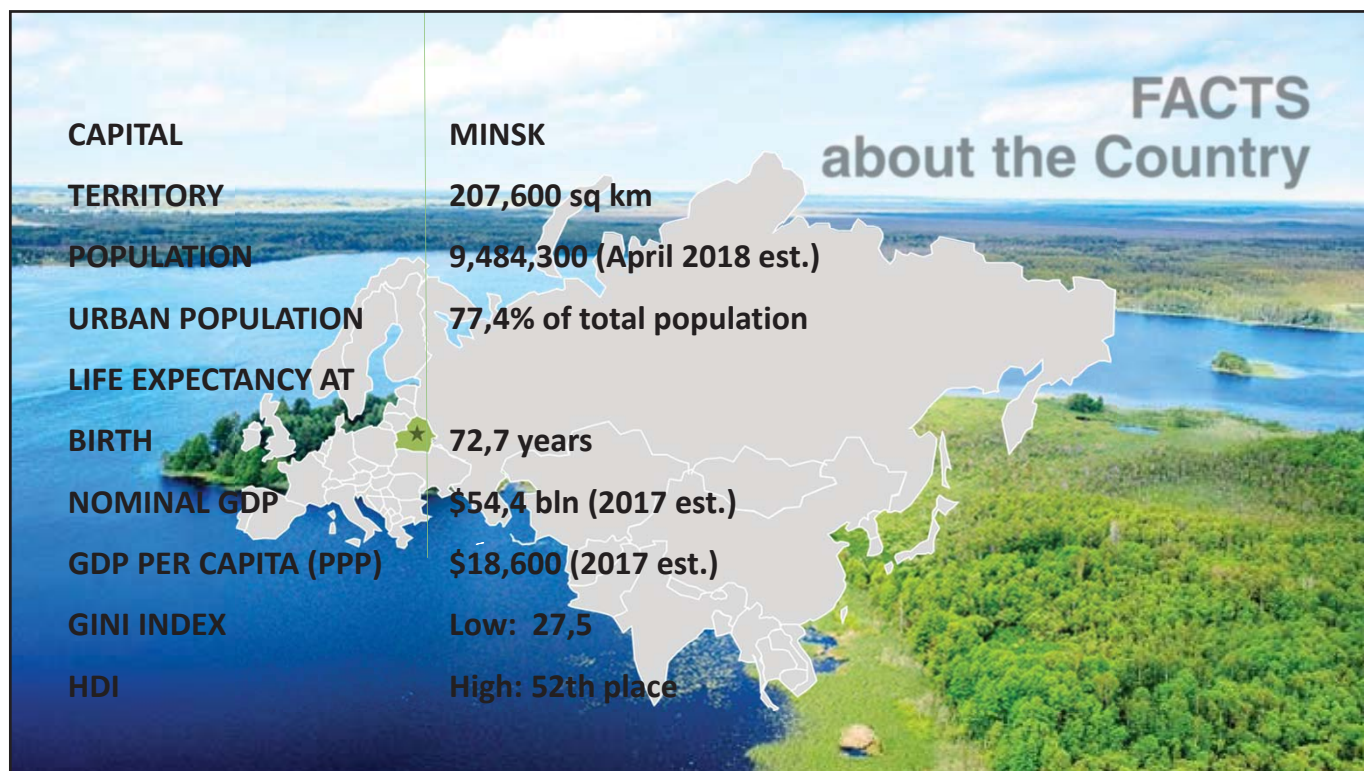 FACTS
about the Country
CAPITAL MINSK
TERRITORY 207,600 sq km
POPULATION 9,484,300 (April 2018 est.)
URBAN POPULATION 77,4% of total population
LIFE EXPECTANCY AT
BIRTH 72,7 years
NOMINAL GDP $54,4 bln (2017 est.)
GDP PER CAPITA (PPP) $18,600 (2017 est.)
GINI INDEX Low: 27,5
HDI High: 52th place